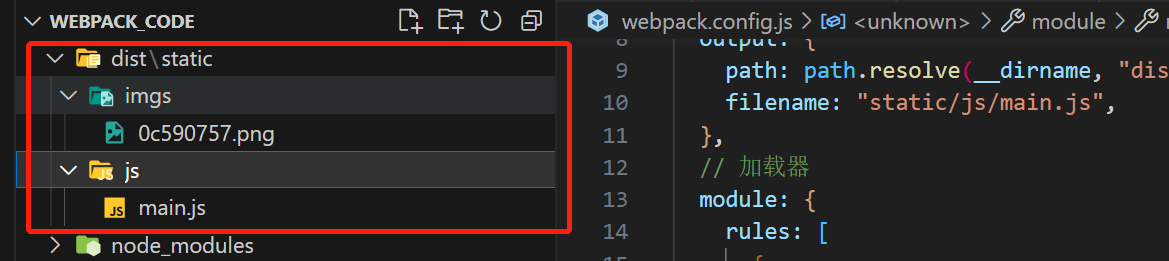 WEBPACK_CODE
dist\static
imgs
0c590757.png
js
main.js
node_modules
webpack.config.js > <unknown> > module >
8 output: {
9 path: path.resolve(__dirname, "dis
10 filename: "static/js/main.js",
11 },
12 // 加载器
13 module: {
14 rules: [
15 {